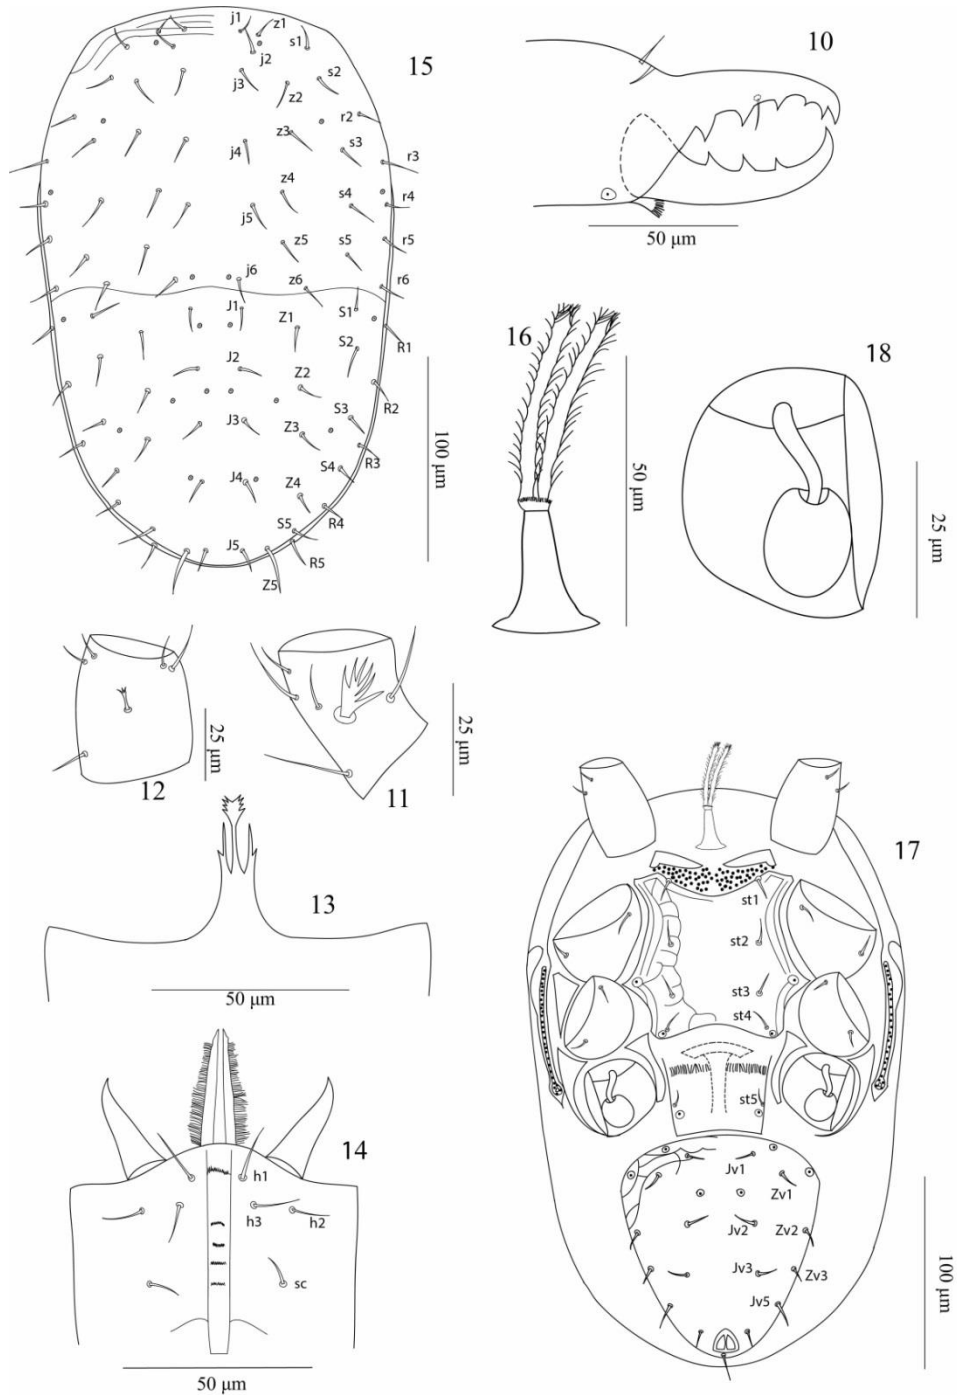 15
j1
z1
s1
j2
j3
z2
s2
r2
z3
s3
j4
r3
z4
s4
r4
j5
z5
s5
r5
j6
z6
r6
J1
Z1
S1
R1
S2
J2
Z2
R2
J3
Z3
S3
R3
J4
Z4
S4
R4
S5
J5
Z5
R5
100 µm
10
50 µm
16
50 µm
18
25 µm
12
25 µm
11
25 µm
13
50 µm
14
h1
h3
h2
sc
50 µm
17
st1
st2
st3
st4
st5
Jv1
Zv1
Jv2
Zv2
Jv3
Zv3
Jv5
100 µm